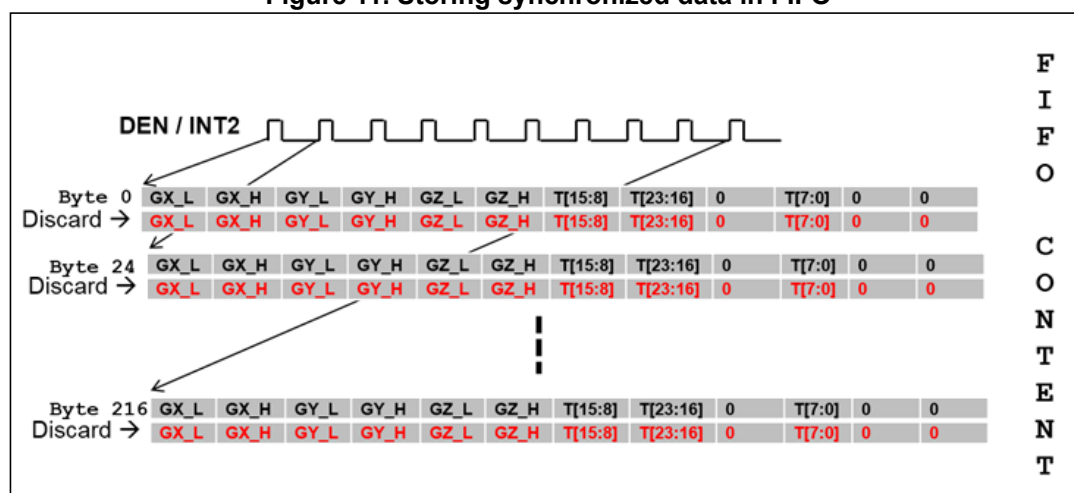 Figure 11. Storing synchronized data in FIFO
DEN / INT2
Byte 0 GX_L GX_H GY_L GY_H GZ_L GZ_H T[15:8] T[23:16] 0 T[7:0] 0 0
Discard → GX_L GX_H GY_L GY_H GZ_L GZ_H T[15:8] T[23:16] 0 T[7:0] 0 0
Byte 24 GX_L GX_H GY_L GY_H GZ_L GZ_H T[15:8] T[23:16] 0 T[7:0] 0 0
Discard → GX_L GX_H GY_L GY_H GZ_L GZ_H T[15:8] T[23:16] 0 T[7:0] 0 0
Byte 216 GX_L GX_H GY_L GY_H GZ_L GZ_H T[15:8] T[23:16] 0 T[7:0] 0 0
Discard → GX_L GX_H GY_L GY_H GZ_L GZ_H T[15:8] T[23:16] 0 T[7:0] 0 0
FIFO CONTENT